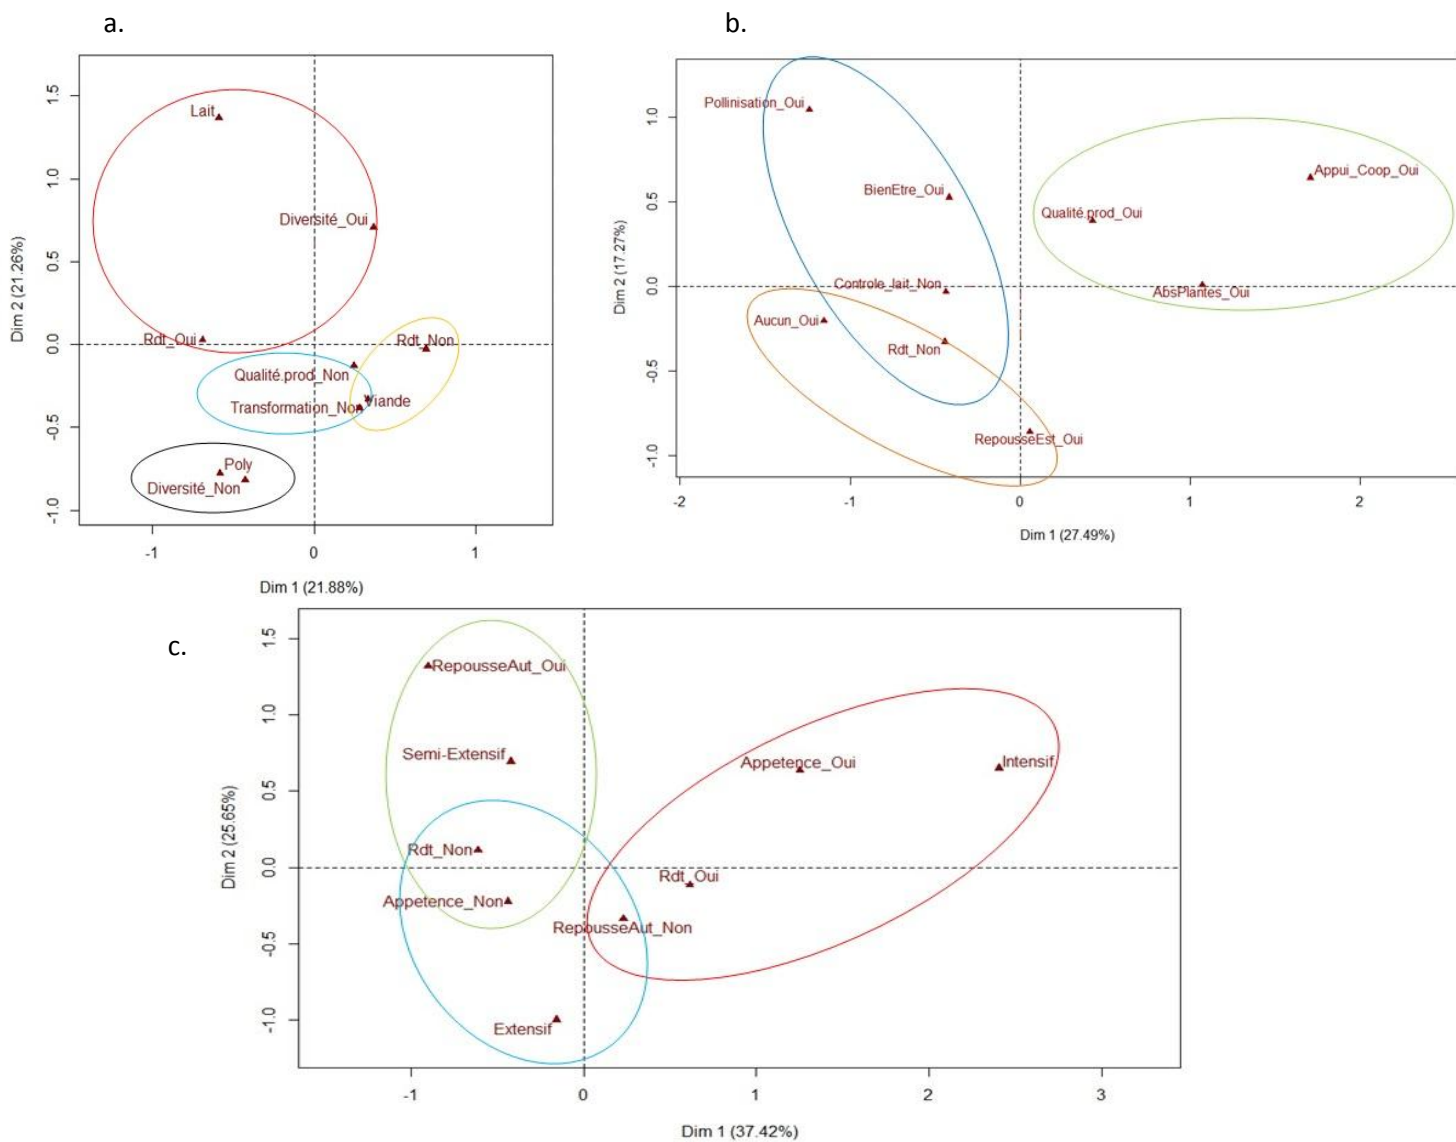 a.
1.5
1.0
0.5
0.0
-0.5
-1.0
Dim 2 (21.26%)
Lait
Diversité_Oui
Rdt_Oui
Rdt_Non
Qualité.prod_Non
Transformation_Non
Viande
Poly
Diversité_Non
-1
0
1
Dim 1 (21.88%)
b.
1.0
0.5
0.0
-0.5
-1.0
Dim 2 (17.27%)
Pollinisation_Oui
BienEtre_Oui
Appui_Coop_Oui
Qualité.prod_Oui
Controle_lait_Non
AbsPlantes_Oui
Aucun_Oui
Rdt_Non
RepousseEst_Oui
-2
-1
0
1
2
Dim 1 (27.49%)
c.
1.5
1.0
0.5
0.0
-0.5
-1.0
Dim 2 (25.65%)
RepousseAut_Oui
Semi-Extensif
Appetence_Oui
Intensif
Rdt_Non
Rdt_Oui
Appetence_Non
RepousseAut_Non
Extensif
-1
0
1
2
3
Dim 1 (37.42%)